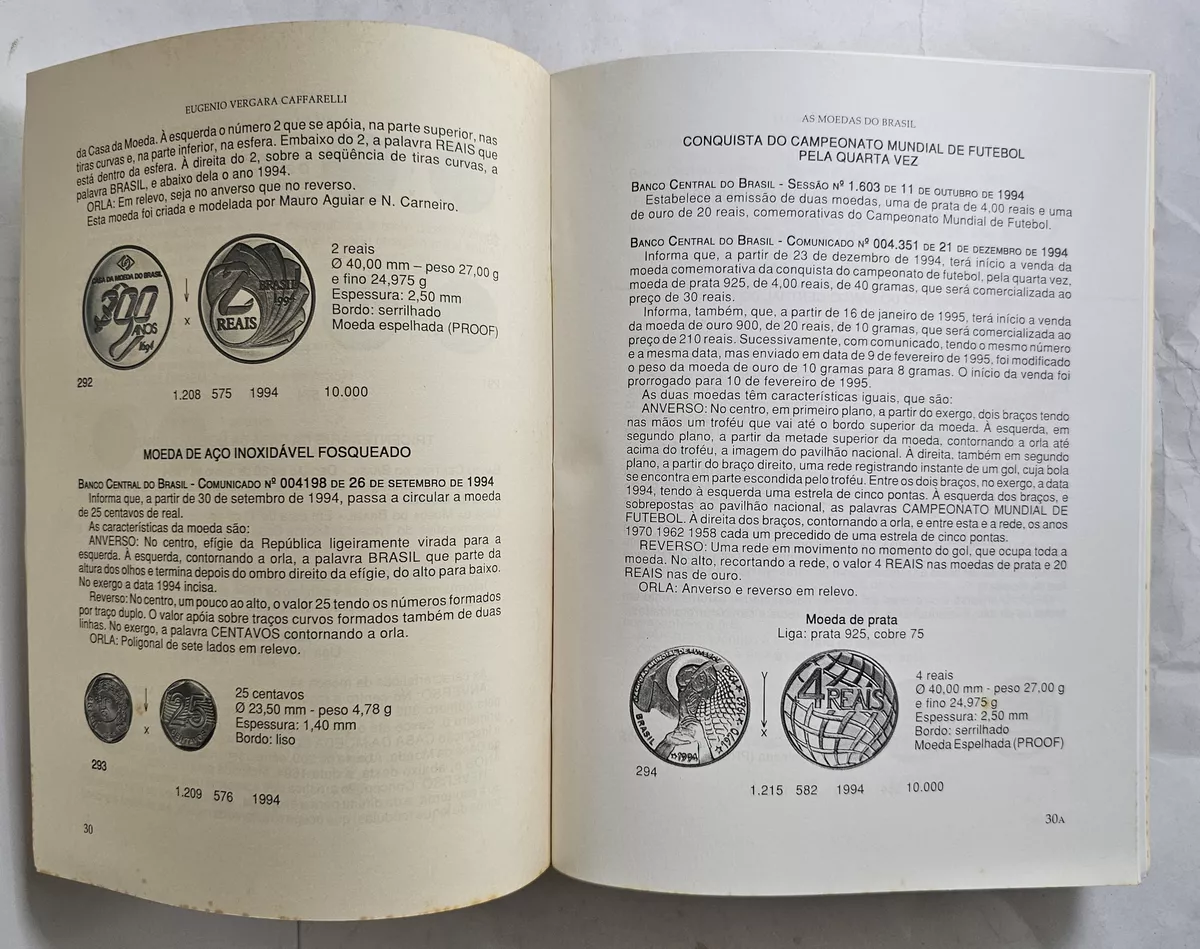 EUGENIO VERGARA CAFFARELLI
da Casa da Moeda. À esquerda o número 2 que se apóia, na parte superior, nas
tiras curvas e, na parte inferior, na esfera. Embaixo do 2, a palavra REAIS que
está dentro da esfera. À direita do 2, sobre a seqüência de tiras curvas, a
palavra BRASIL, e abaixo dela o ano 1994.
ORLA: Em relevo, seja no anverso que no reverso.
Esta moeda foi criada e modelada por Mauro Aguiar e N. Carneiro.
CASA DA MOEDA DO BRASIL
300
ANOS
1694
x
2
BRASIL
1994
REAIS
2 reais
Ø 40,00 mm – peso 27,00 g
e fino 24,975 g
Espessura: 2,50 mm
Bordo: serrilhado
Moeda espelhada (PROOF)
292
1.208 575 1994 10.000
MOEDA DE AÇO INOXIDÁVEL FOSQUEADO
BANCO CENTRAL DO BRASIL - COMUNICADO Nº 004198 DE 26 DE SETEMBRO DE 1994
Informa que, a partir de 30 de setembro de 1994, passa a circular a moeda
de 25 centavos de real.
As características da moeda são:
ANVERSO: No centro, efígie da República ligeiramente virada para a
esquerda. À esquerda, contornando a orla, a palavra BRASIL que parte da
altura dos olhos e termina depois do ombro direito da efígie, do alto para baixo.
No exergo a data 1994 incisa.
Reverso: No centro, um pouco ao alto, o valor 25 tendo os números formados
por traço duplo. O valor apóia sobre traços curvos formados também de duas
linhas. No exergo, a palavra CENTAVOS contornando a orla.
ORLA: Poligonal de sete lados em relevo.
x
25
25 centavos
Ø 23,50 mm - peso 4,78 g
Espessura: 1,40 mm
Bordo: liso
293
1.209 576 1994
30
AS MOEDAS DO BRASIL
CONQUISTA DO CAMPEONATO MUNDIAL DE FUTEBOL
PELA QUARTA VEZ
BANCO CENTRAL DO BRASIL - SESSÃO Nº 1.603 DE 11 DE OUTUBRO DE 1994
Estabelece a emissão de duas moedas, uma de prata de 4,00 reais e uma
de ouro de 20 reais, comemorativas do Campeonato Mundial de Futebol.
BANCO CENTRAL DO BRASIL - COMUNICADO Nº 004.351 DE 21 DE DEZEMBRO DE 1994
Informa que, a partir de 23 de dezembro de 1994, terá início a venda da
moeda comemorativa da conquista do campeonato de futebol, pela quarta vez,
moeda de prata 925, de 4,00 reais, de 40 gramas, que será comercializada ao
preço de 30 reais.
Informa, também, que, a partir de 16 de janeiro de 1995, terá início a venda
da moeda de ouro 900, de 20 reais, de 10 gramas, que será comercializada ao
preço de 210 reais. Sucessivamente, com comunicado, tendo o mesmo número
e a mesma data, mas enviado em data de 9 de fevereiro de 1995, foi modificado
o peso da moeda de ouro de 10 gramas para 8 gramas. O início da venda foi
prorrogado para 10 de fevereiro de 1995.
As duas moedas têm características iguais, que são:
ANVERSO: No centro, em primeiro plano, a partir do exergo, dois braços tendo
nas mãos um troféu que vai até o bordo superior da moeda. À esquerda, em
segundo plano, a partir da metade superior da moeda, contornando a orla até
acima do troféu, a imagem do pavilhão nacional. À direita, também em segundo
plano, a partir do braço direito, uma rede registrando instante de um gol, cuja bola
se encontra em parte escondida pelo troféu. Entre os dois braços, no exergo, a data
1994, tendo à esquerda uma estrela de cinco pontas. À esquerda dos braços, e
sobrepostas ao pavilhão nacional, as palavras CAMPEONATO MUNDIAL DE
FUTEBOL. À direita dos braços, contornando a orla, e entre esta e a rede, os anos
1970 1962 1958 cada um precedido de uma estrela de cinco pontas.
REVERSO: Uma rede em movimento no momento do gol, que ocupa toda a
moeda. No alto, recortando a rede, o valor 4 REAIS nas moedas de prata e 20
REAIS nas de ouro.
ORLA: Anverso e reverso em relevo.
Moeda de prata
Liga: prata 925, cobre 75
BRASIL
1994
Y
x
4 REAIS
4 reais
Ø 40,00 mm - peso 27,00 g
e fino 24,975 g
Espessura: 2,50 mm
Bordo: serrilhado
Moeda Espelhada (PROOF)
294
1.215 582 1994 10.000
30A